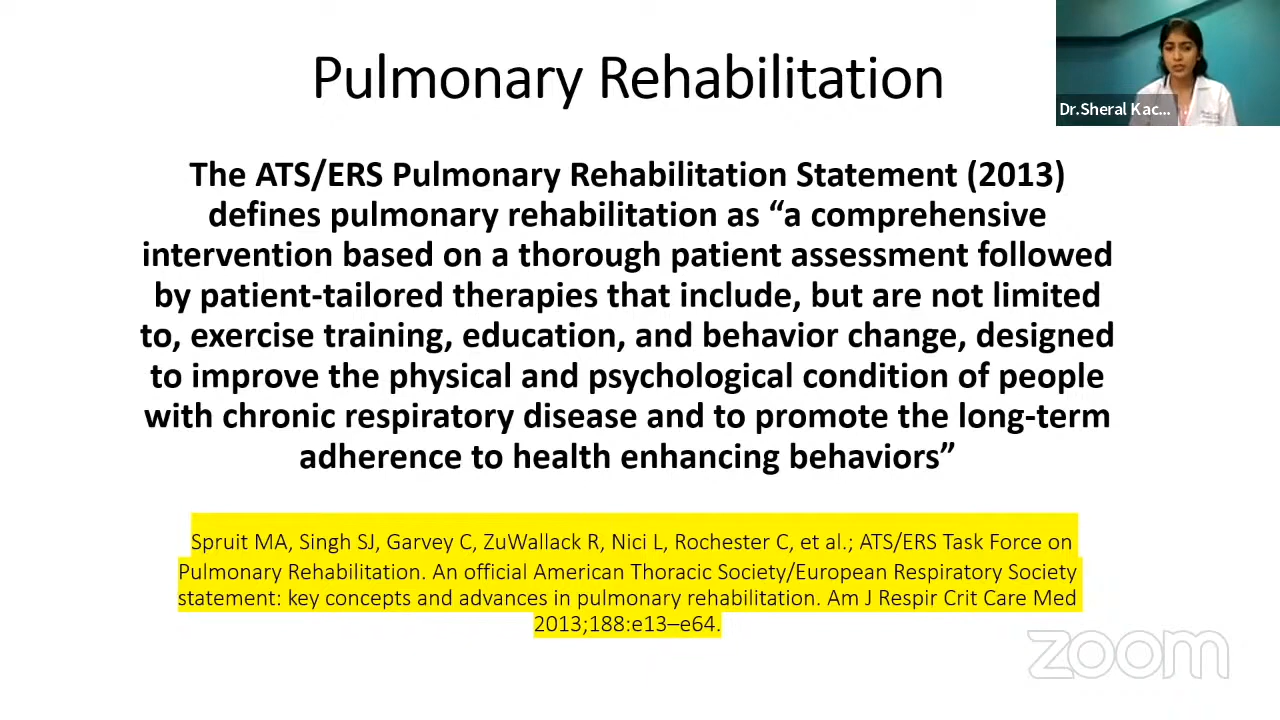 Pulmonary Rehabilitation
Dr.Sheral Kac...
The ATS/ERS Pulmonary Rehabilitation Statement (2013)
defines pulmonary rehabilitation as “a comprehensive
intervention based on a thorough patient assessment followed
by patient-tailored therapies that include, but are not limited
to, exercise training, education, and behavior change, designed
to improve the physical and psychological condition of people
with chronic respiratory disease and to promote the long-term
adherence to health enhancing behaviors”
Spruit MA, Singh SJ, Garvey C, ZuWallack R, Nici L, Rochester C, et al.; ATS/ERS Task Force on
Pulmonary Rehabilitation. An official American Thoracic Society/European Respiratory Society
statement: key concepts and advances in pulmonary rehabilitation. Am J Respir Crit Care Med
2013;188:e13–e64.
zoom